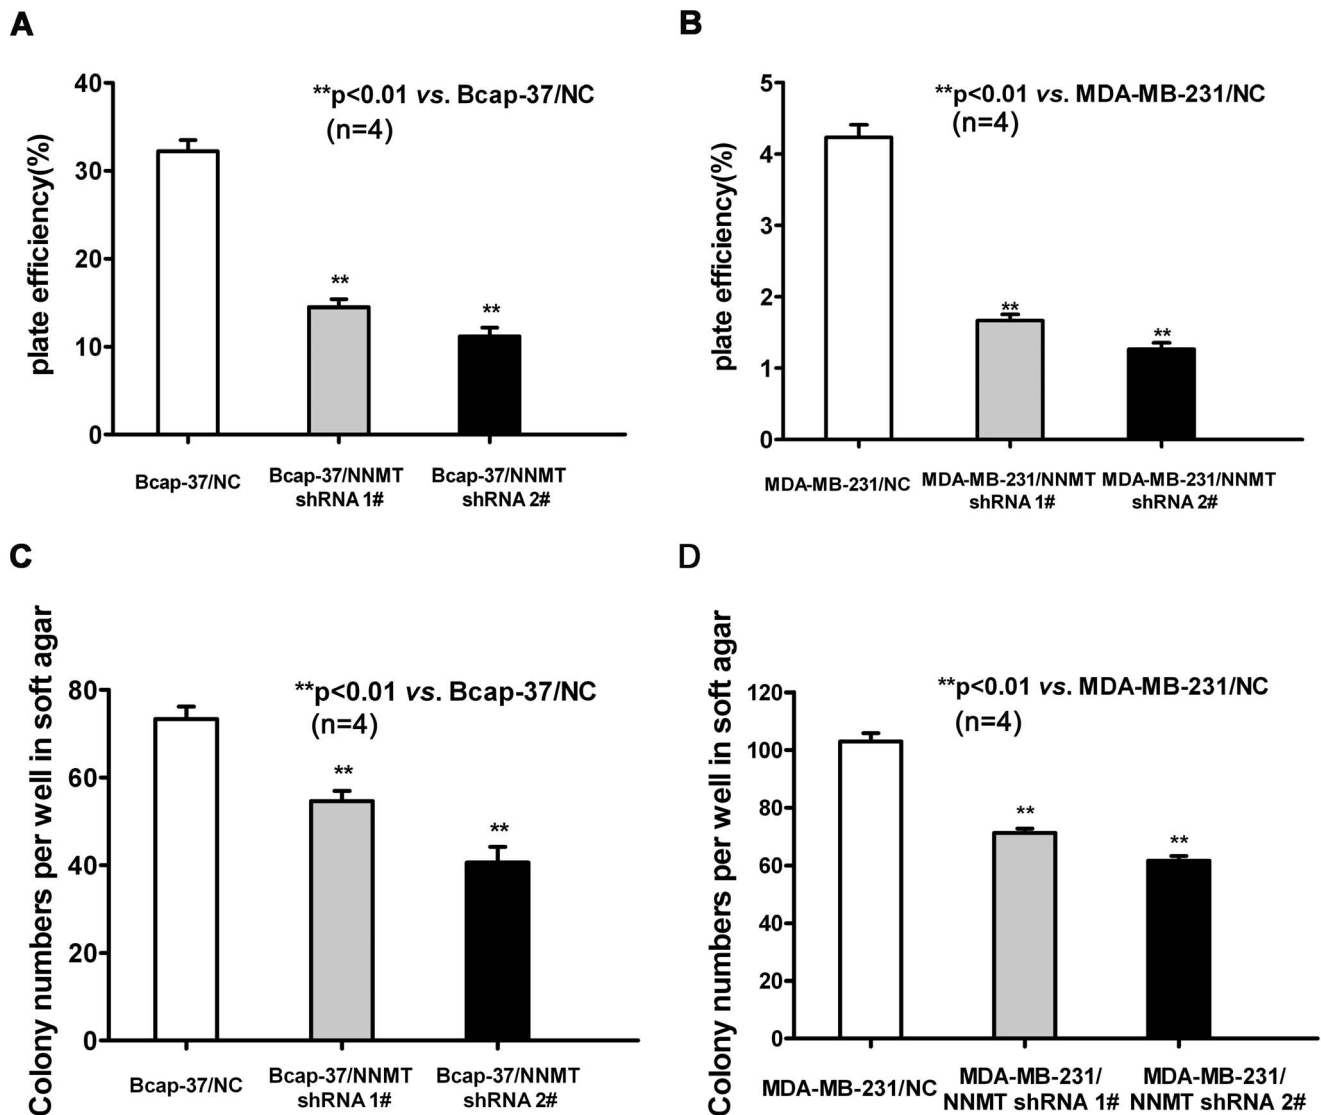 A
**p<0.01 vs. Bcap-37/NC
(n=4)
plate efficiency(%)
40
30
20
10
0
**
**
Bcap-37/NC
Bcap-37/NNMT
shRNA 1#
Bcap-37/NNMT
shRNA 2#
B
**p<0.01 vs. MDA-MB-231/NC
(n=4)
plate efficiency(%)
5
4
3
2
1
0
**
**
MDA-MB-231/NC
MDA-MB-231/NNMT
shRNA 1#
MDA-MB-231/NNMT
shRNA 2#
C
**p<0.01 vs. Bcap-37/NC
(n=4)
Colony numbers per well in soft agar
80
60
40
20
0
**
**
Bcap-37/NC
Bcap-37/NNMT
shRNA 1#
Bcap-37/NNMT
shRNA 2#
D
**p<0.01 vs. MDA-MB-231/NC
(n=4)
Colony numbers per well in soft agar
120
100
80
60
40
20
0
**
**
MDA-MB-231/NC
MDA-MB-231/
NNMT shRNA 1#
MDA-MB-231/
NNMT shRNA 2#